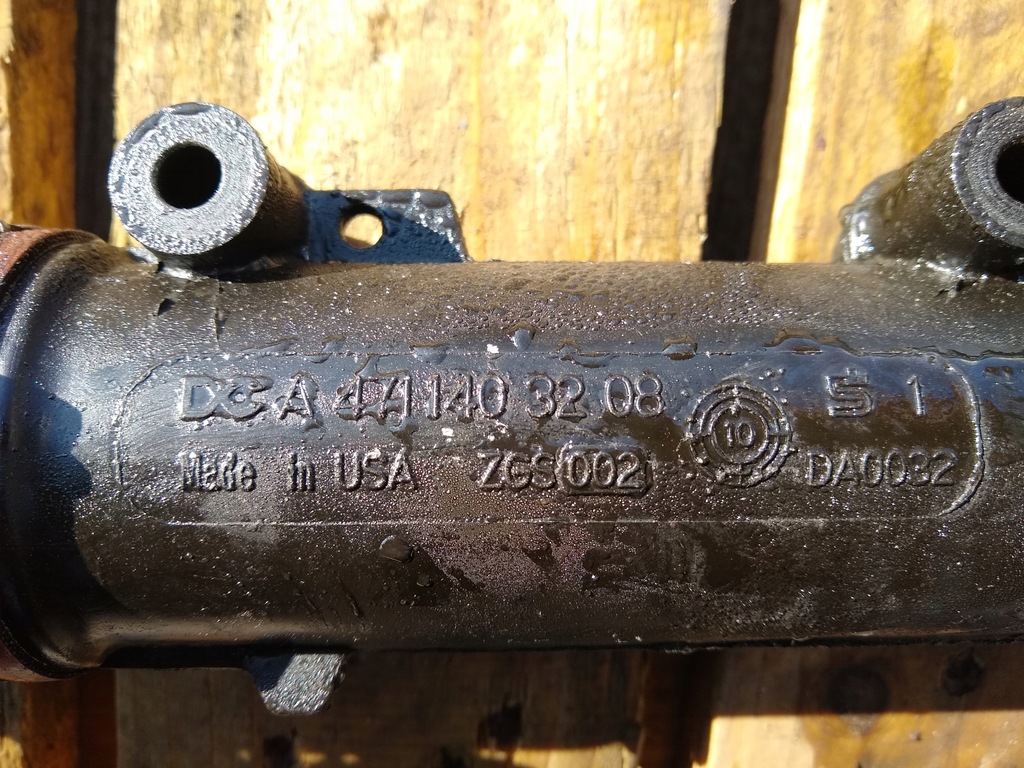 DC A 471 140 32 08 10 S 1
Made in USA ZGS 002 DA0032